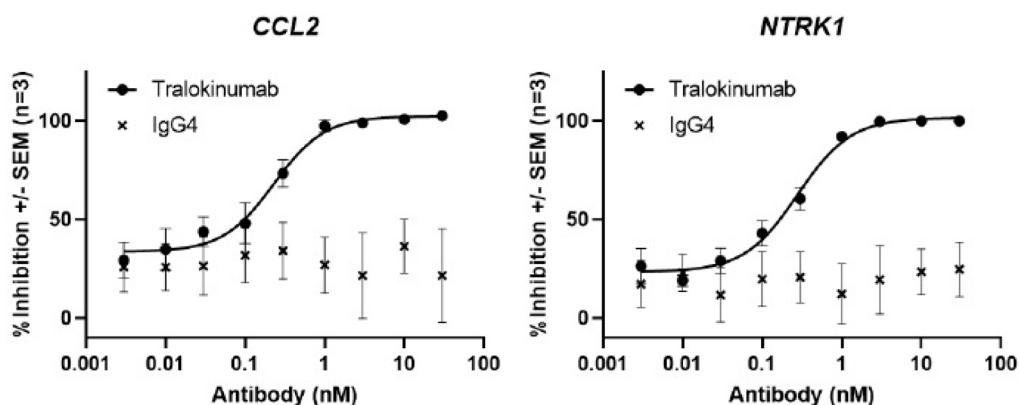 CCL2
% Inhibition +/- SEM (n=3)
100
50
0
Tralokinumab
IgG4
0.001 0.01 0.1 1 10 100
Antibody (nM)
NTRK1
% Inhibition +/- SEM (n=3)
100
50
0
Tralokinumab
IgG4
0.001 0.01 0.1 1 10 100
Antibody (nM)